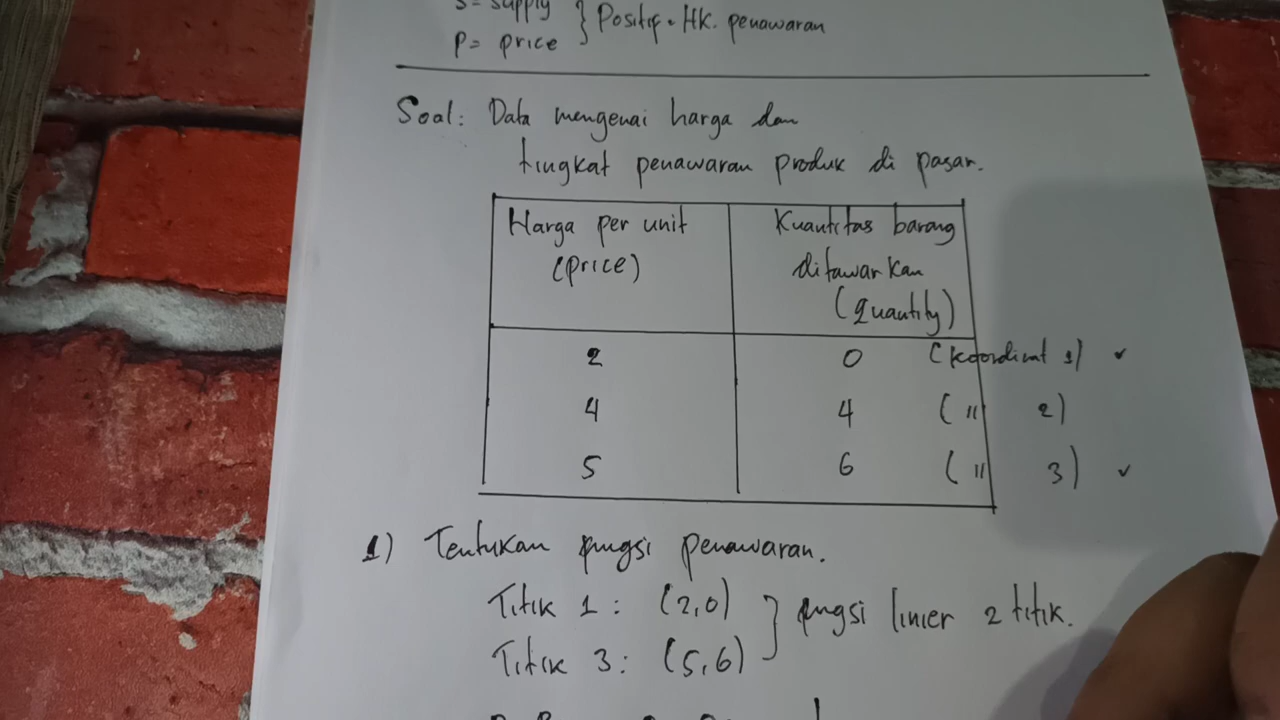 S = supply } Positif = Hk. penawaran
P = price
Soal: Data mengenai harga dan
tingkat penawaran produk di pasar.
Harga per unit
(price)
Kuantitas barang
ditawarkan
(quantity)
2 0 (Koordinat 1) ✓
4 4 ( " 2)
5 6 ( " 3) ✓
1) Tentukan fungsi penawaran.
Titik 1 : (2,0) } fungsi linier 2 titik.
Titik 3 : (5,6)